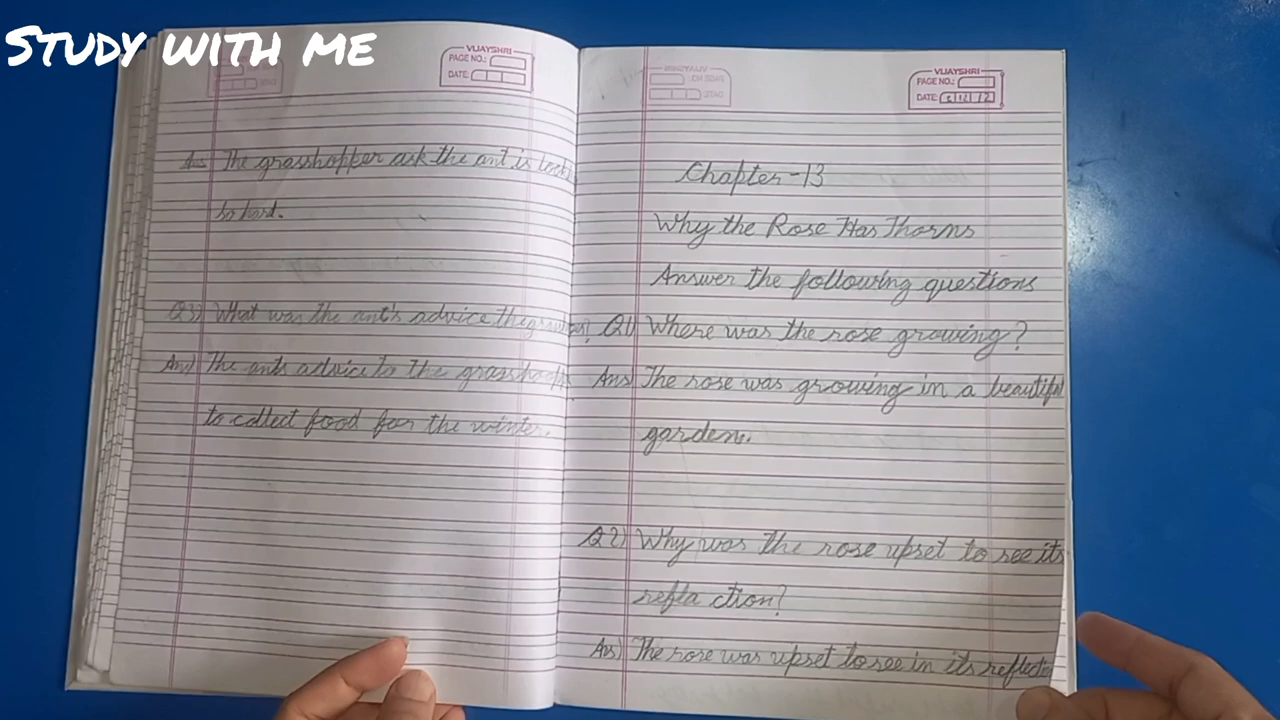 STUDY WITH ME
VIJAYSHRI
PAGE NO.:
DATE:
Ans The grasshopper ask the ant is
so hard.
Q3) What was the ant's advice the
Ans) The ants advice to the
to collect food for the winter.
VIJAYSHRI
PAGE NO.:
DATE:
Chapter-13
Why the Rose Has Thorns
Answer the following questions
Q1) Where was the rose growing?
Ans The rose was growing in a beautiful
garden.
Q2) Why was the rose upset to see its
refla ction?
Ans) The rose was upset to see in its reflection